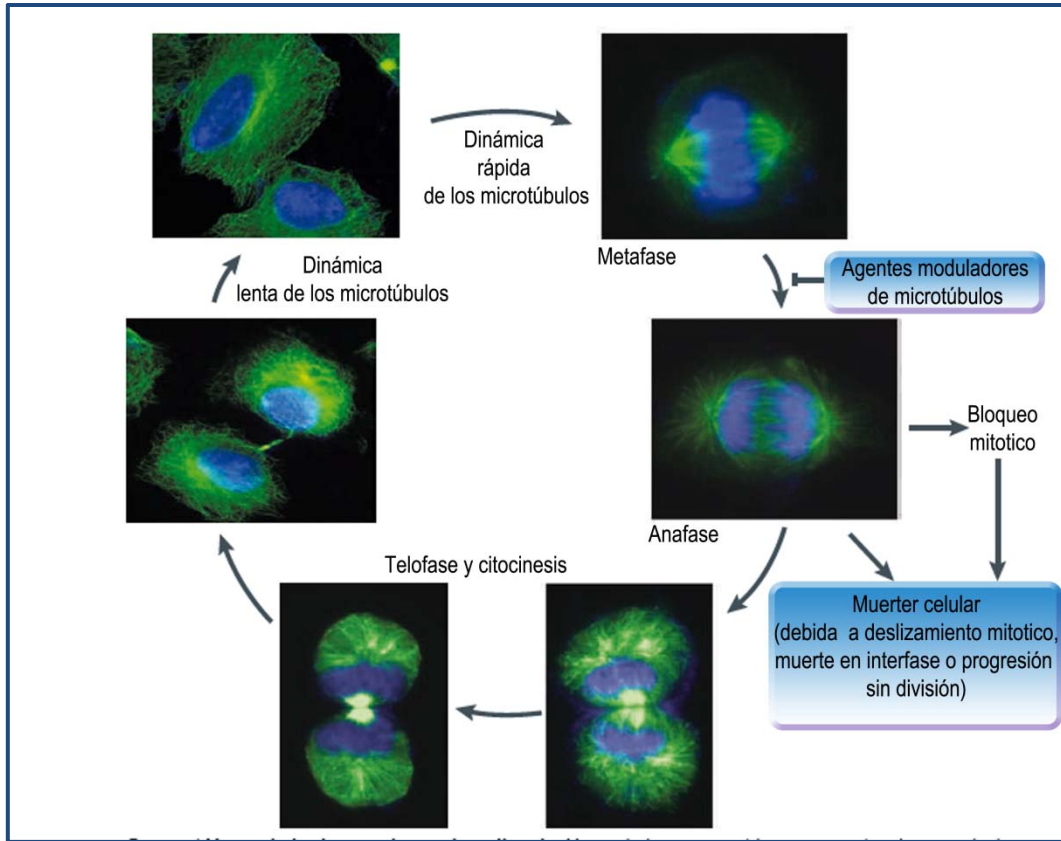 Dinámica
rápida
de los microtúbulos
Metafase
Agentes moduladores
de microtúbulos
Dinámica
lenta de los microtúbulos
Bloqueo
mitotico
Anafase
Telofase y citocinesis
Muerter celular
(debida a deslizamiento mitotico,
muerte en interfase o progresión
sin división)